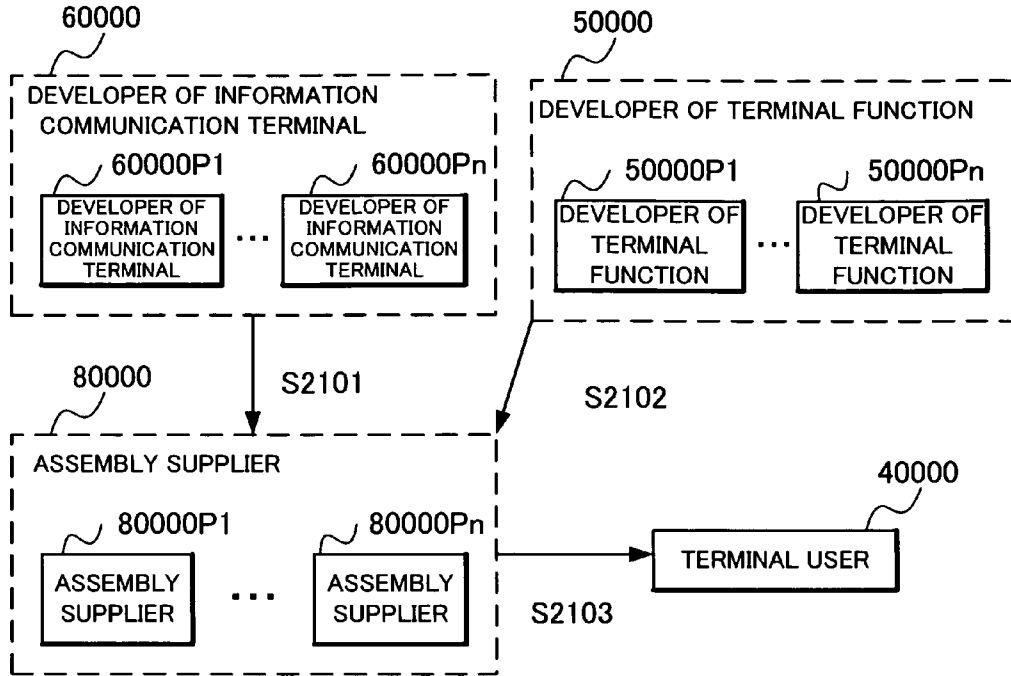 60000
DEVELOPER OF INFORMATION
COMMUNICATION TERMINAL
60000P1
60000Pn
DEVELOPER OF
INFORMATION
COMMUNICATION
TERMINAL
...
DEVELOPER OF
INFORMATION
COMMUNICATION
TERMINAL
50000
DEVELOPER OF TERMINAL FUNCTION
50000P1
50000Pn
DEVELOPER OF
TERMINAL
FUNCTION
...
DEVELOPER OF
TERMINAL
FUNCTION
S2101
S2102
80000
ASSEMBLY SUPPLIER
80000P1
80000Pn
ASSEMBLY
SUPPLIER
...
ASSEMBLY
SUPPLIER
S2103
40000
TERMINAL USER